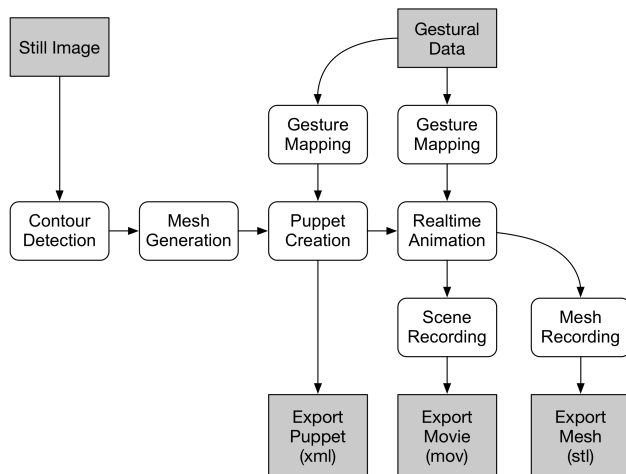 Still Image
Gestural
Data
Gesture
Mapping
Gesture
Mapping
Contour
Detection
Mesh
Generation
Puppet
Creation
Realtime
Animation
Scene
Recording
Mesh
Recording
Export
Puppet
(xml)
Export
Movie
(mov)
Export
Mesh
(stl)